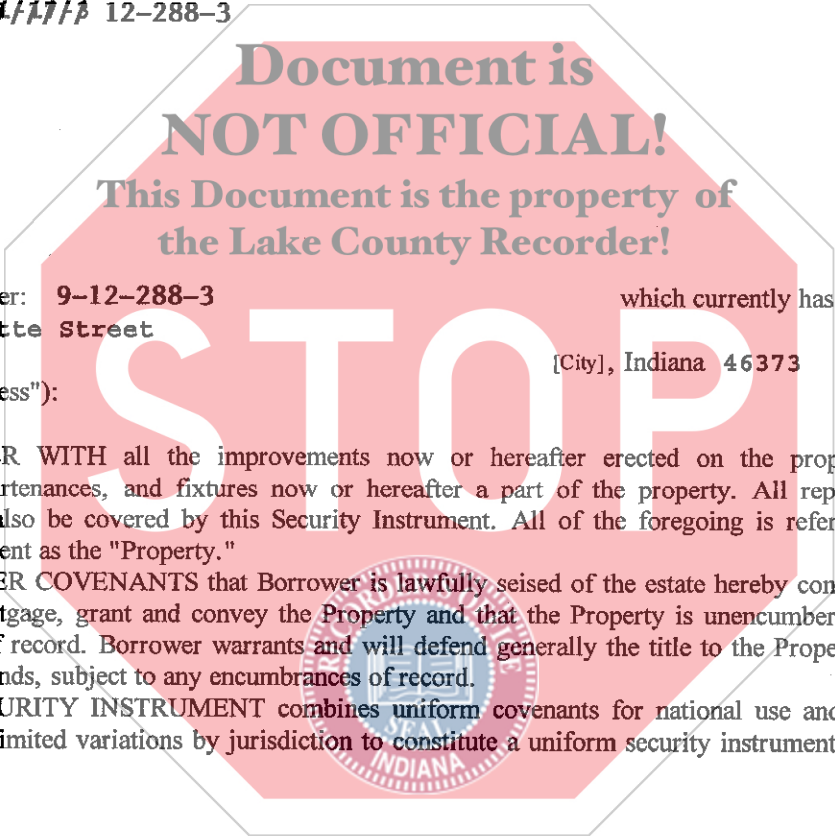 12–288–3
Document is
NOT OFFICIAL!
This Document is the property of
the Lake County Recorder!
er: 9–12–288–3 which currently has
tte Street
[City], Indiana 46373
ess"):
STOP
R WITH all the improvements now or hereafter erected on the prop
rtenances, and fixtures now or hereafter a part of the property. All rep
lso be covered by this Security Instrument. All of the foregoing is refer
ent as the "Property."
ER COVENANTS that Borrower is lawfully seised of the estate hereby con
tgage, grant and convey the Property and that the Property is unencumber
f record. Borrower warrants and will defend generally the title to the Prope
nds, subject to any encumbrances of record.
URITY INSTRUMENT combines uniform covenants for national use and
imited variations by jurisdiction to constitute a uniform security instrument
SEAL
INDIANA